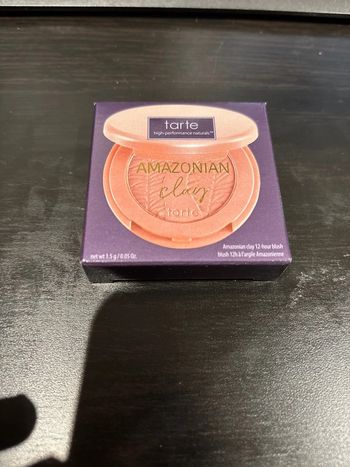 tarte
high-performance naturals™
AMAZONIAN
clay
tarte
Amazonian clay 12-hour blush
blush 12h à l'argile Amazonienne
net wt 1.5 g / 0.05 Oz.